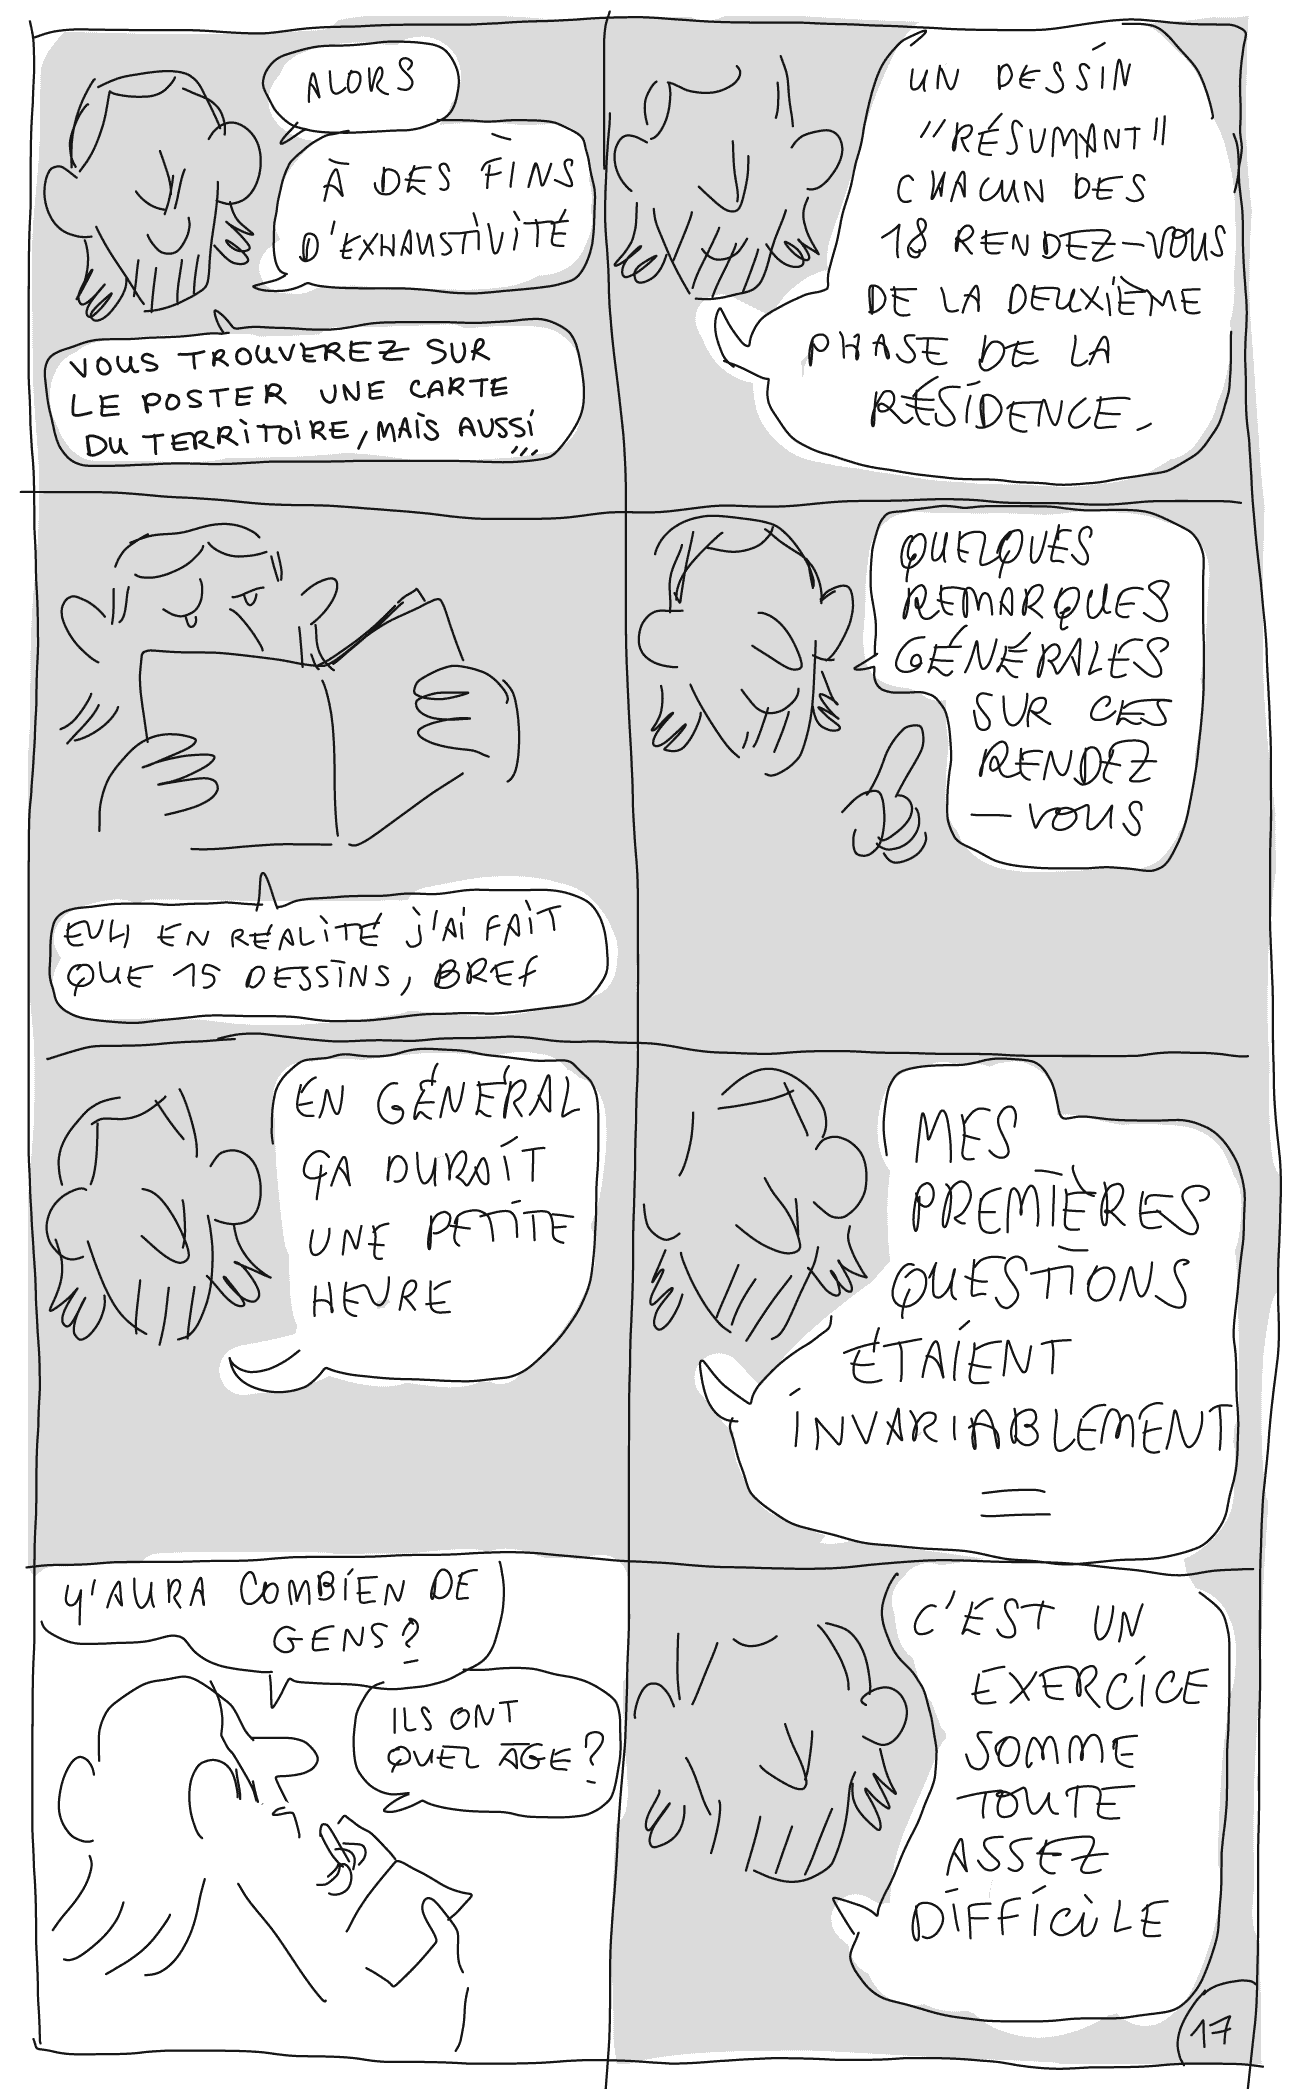 ALORS
À DES FINS
D'EXHAUSTIVITÉ
VOUS TROUVEREZ SUR
LE POSTER UNE CARTE
DU TERRITOIRE, MAIS AUSSI
,,,
UN DESSIN
"RÉSUMANT"
CHACUN DES
18 RENDEZ-VOUS
DE LA DEUXIÈME
PHASE DE LA
RÉSIDENCE.
EUH EN RÉALITÉ J'AI FAIT
QUE 15 DESSINS, BREF
QUELQUES
REMARQUES
GÉNÉRALES
SUR CES
RENDEZ
-VOUS
EN GÉNÉRAL
ÇA DURAIT
UNE PETITE
HEURE
MES
PREMIÈRES
QUESTIONS
ÉTAIENT
INVARIABLEMENT
=
Y'AURA COMBIEN DE
GENS ?
ILS ONT
QUEL ÂGE ?
C'EST UN
EXERCICE
SOMME
TOUTE
ASSEZ
DIFFICILE
17